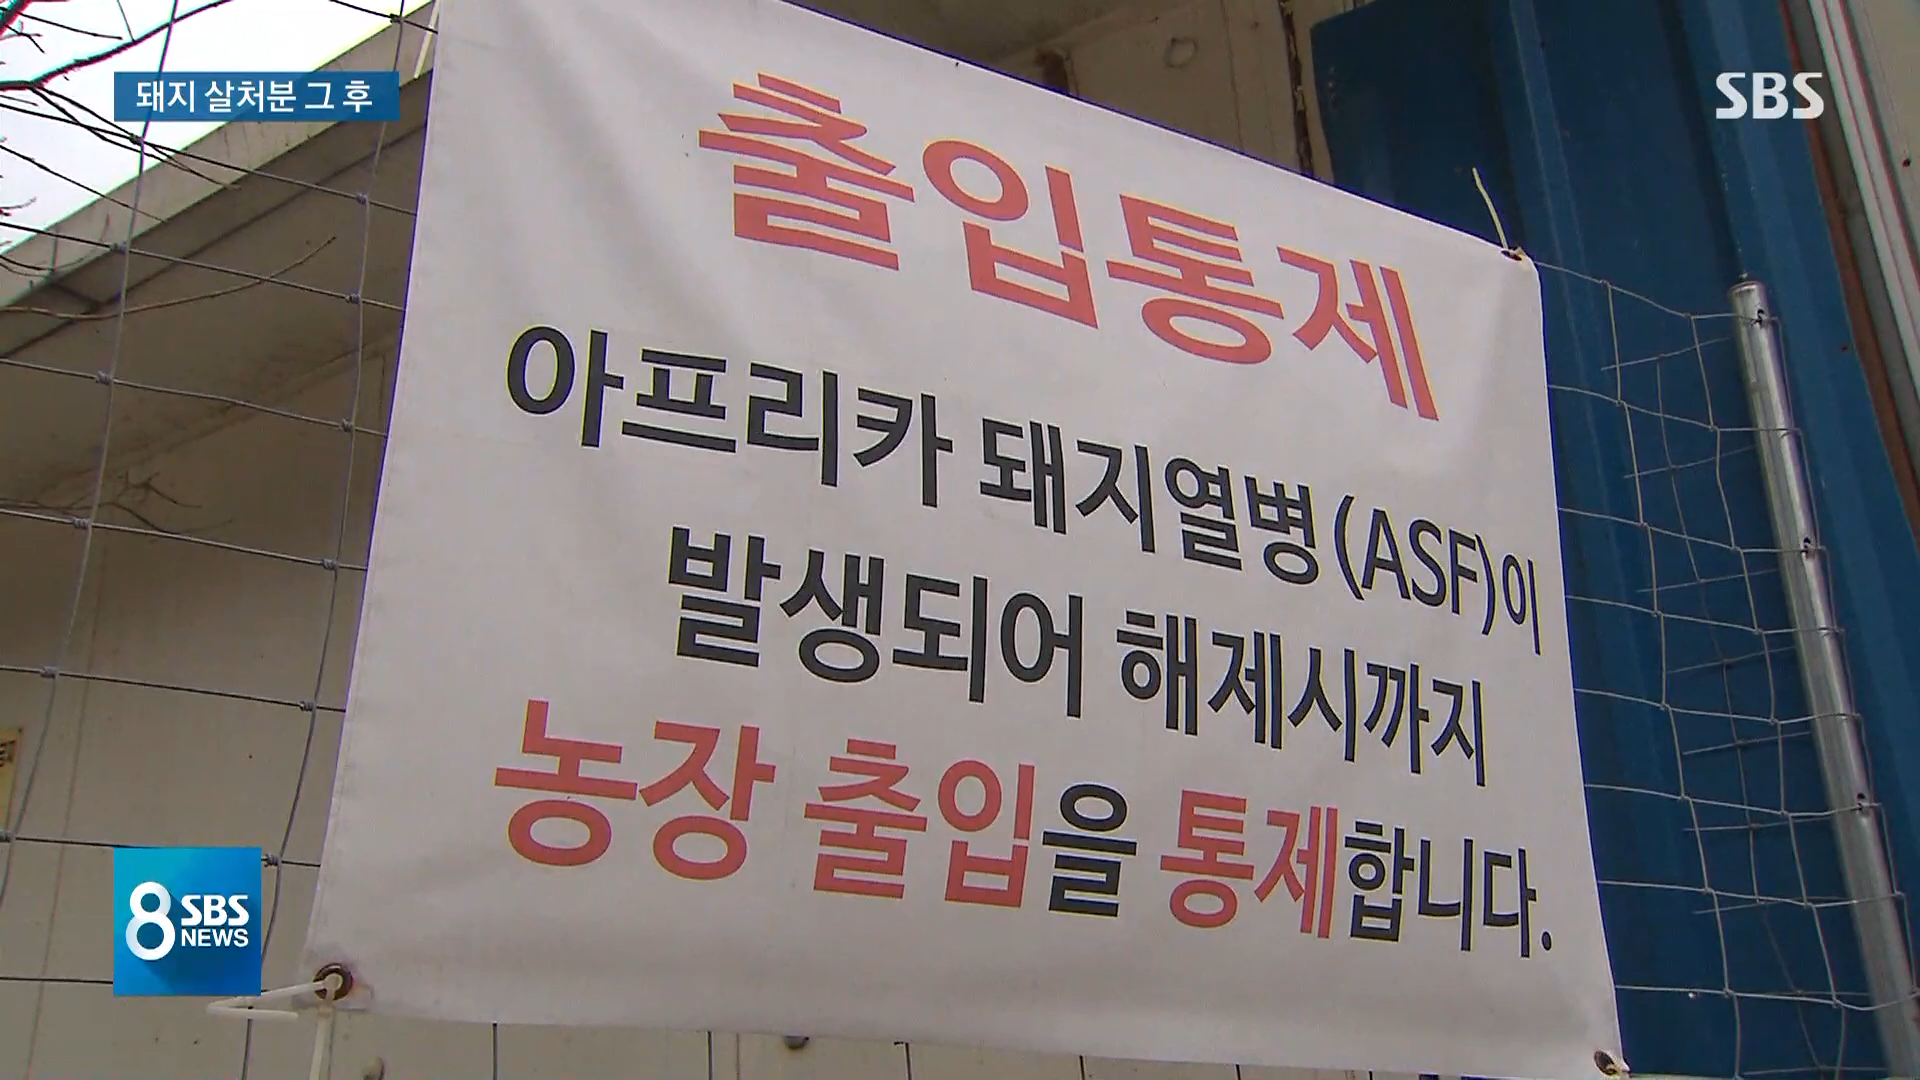 돼지 살처분 그 후
SBS
출입통제
아프리카 돼지열병(ASF)이
발생되어 해제시까지
농장 출입을 통제합니다.
8 SBS
NEWS